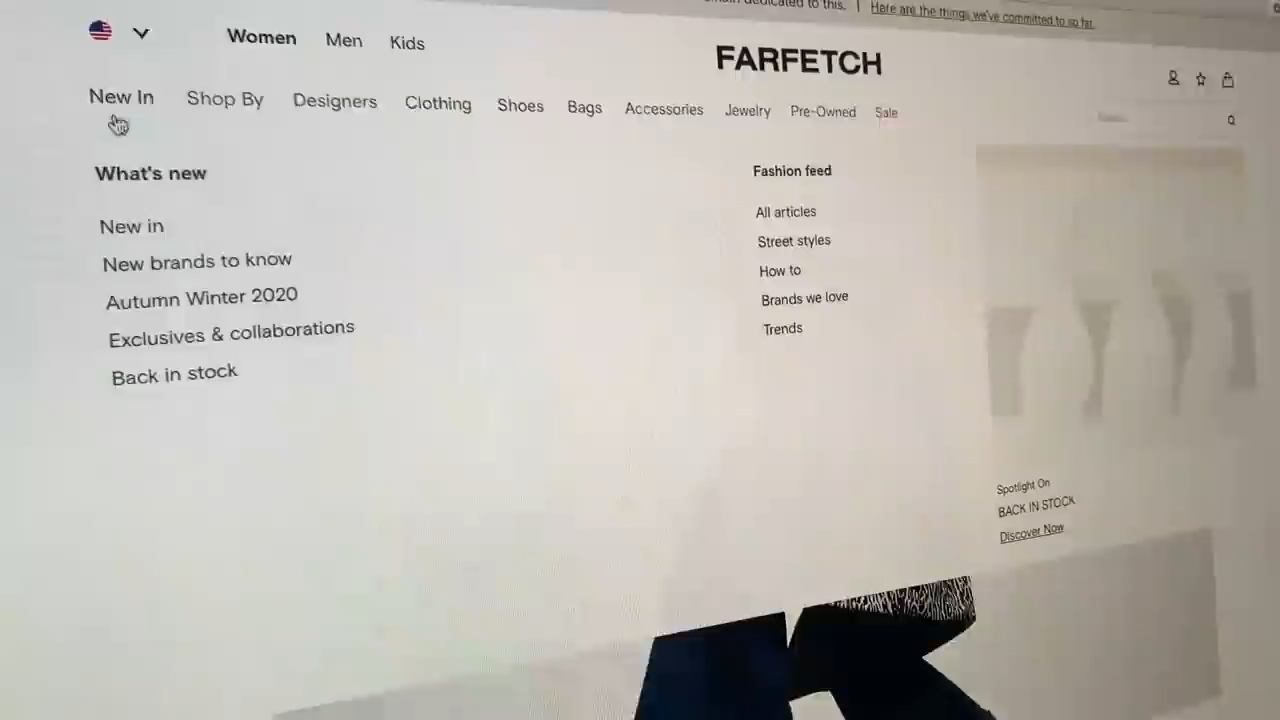 dedicated to this. | Here are the things we've committed to so far.
Women Men Kids
FARFETCH
New In Shop By Designers Clothing Shoes Bags Accessories Jewelry Pre-Owned Sale
What's new
New in
New brands to know
Autumn Winter 2020
Exclusives & collaborations
Back in stock
Fashion feed
All articles
Street styles
How to
Brands we love
Trends
Spotlight On
BACK IN STOCK
Discover Now